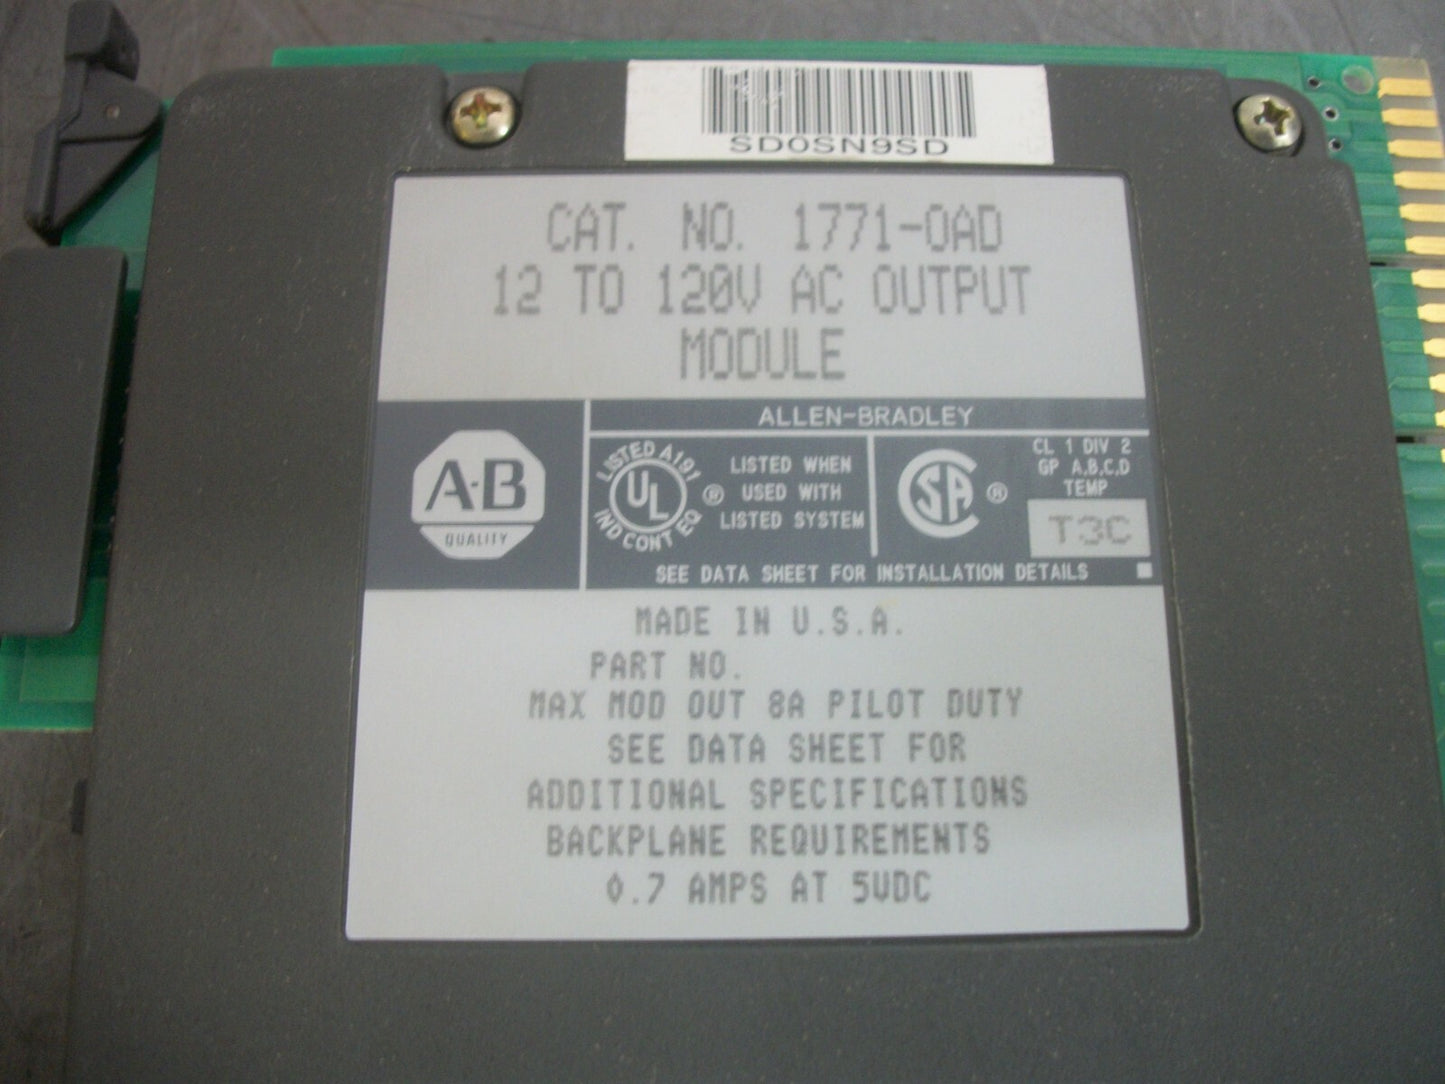 SD0SN9SD
CAT. NO. 1771-OAD
12 TO 120V AC OUTPUT
MODULE
ALLEN-BRADLEY
A·B
QUALITY
LISTED A191
UL
IND CONT EQ
®
LISTED WHEN
USED WITH
LISTED SYSTEM
CSA
®
CL 1 DIV 2
GP A,B,C,D
TEMP
T3C
SEE DATA SHEET FOR INSTALLATION DETAILS
MADE IN U.S.A.
PART NO.
MAX MOD OUT 8A PILOT DUTY
SEE DATA SHEET FOR
ADDITIONAL SPECIFICATIONS
BACKPLANE REQUIREMENTS
0.7 AMPS AT 5VDC